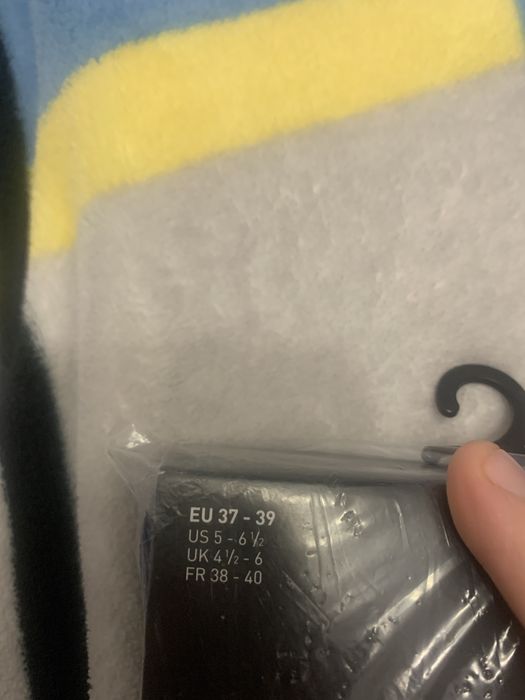 EU 37 - 39
US 5 - 6 ½
UK 4 ½ - 6
FR 38 - 40